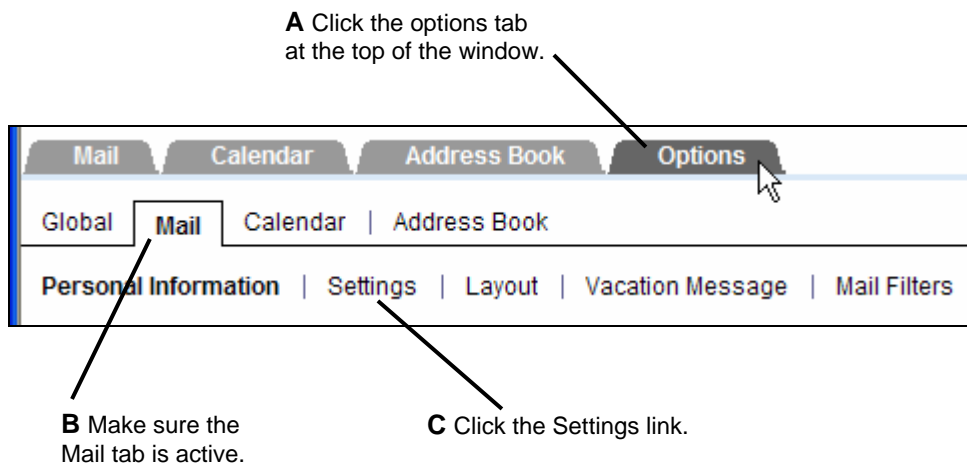 A Click the options tab
at the top of the window.
Mail Calendar Address Book Options
Global Mail Calendar | Address Book
Personal Information | Settings | Layout | Vacation Message | Mail Filters
B Make sure the
Mail tab is active.
C Click the Settings link.